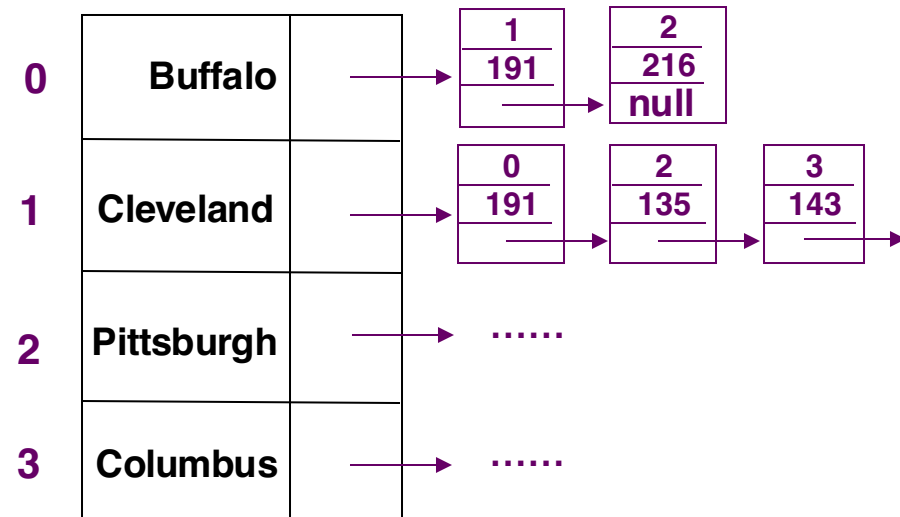 0 Buffalo 1 191 2 216 null
1 Cleveland 0 191 2 135 3 143
2 Pittsburgh ......
3 Columbus ......